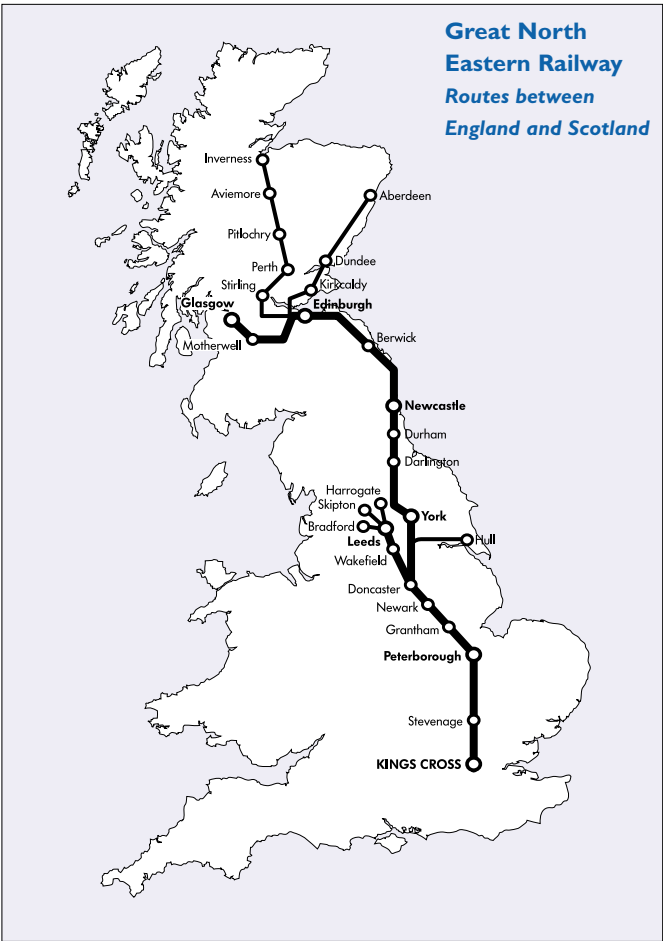 Great North
Eastern Railway
Routes between
England and Scotland
Inverness
Aviemore
Aberdeen
Pitlochry
Dundee
Perth
Stirling
Kirkcaldy
Glasgow
Edinburgh
Motherwell
Berwick
Newcastle
Durham
Darlington
Harrogate
Skipton
York
Bradford
Leeds
Hull
Wakefield
Doncaster
Newark
Grantham
Peterborough
Stevenage
KINGS CROSS